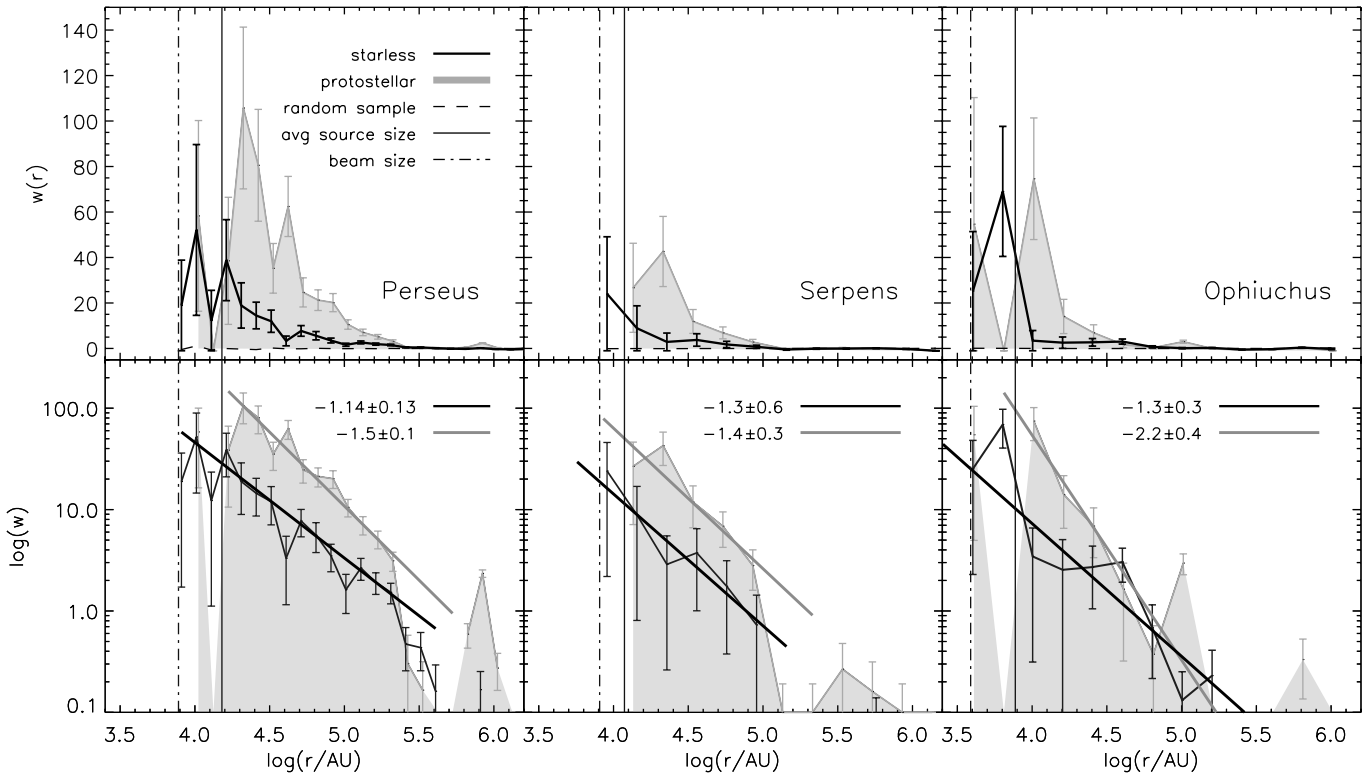 140
120
100
80
60
40
20
0
w(r)
starless
protostellar
random sample
avg source size
beam size
Perseus
Serpens
Ophiuchus
100.0
10.0
1.0
0.1
log(w)
−1.14±0.13
−1.5±0.1
−1.3±0.6
−1.4±0.3
−1.3±0.3
−2.2±0.4
3.5 4.0 4.5 5.0 5.5 6.0
3.5 4.0 4.5 5.0 5.5 6.0
3.5 4.0 4.5 5.0 5.5 6.0
log(r/AU)
log(r/AU)
log(r/AU)